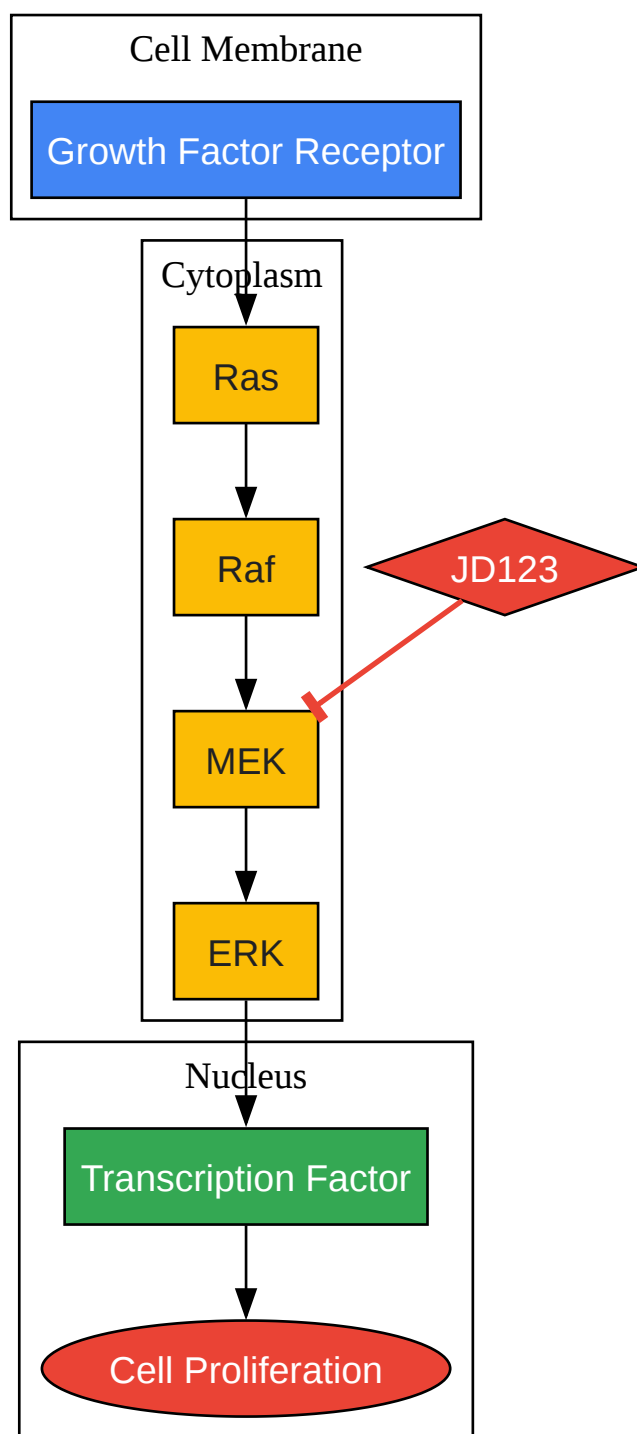 Cell Membrane
Growth Factor Receptor
Cytoplasm
Ras
Raf
JD123
MEK
ERK
Nucleus
Transcription Factor
Cell Proliferation